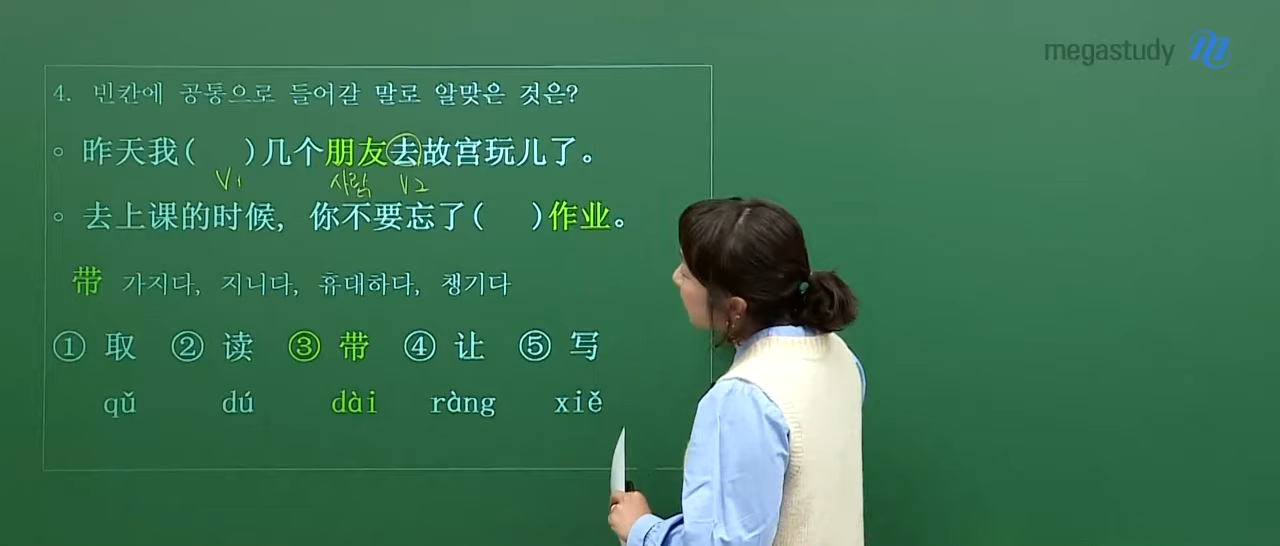 megastudy
4. 빈칸에 공통으로 들어갈 말로 알맞은 것은?
◦ 昨天我( )几个朋友去故宫玩儿了。
V1 사람 V2
◦ 去上课的时候, 你不要忘了( )作业。
带 가지다, 지니다, 휴대하다, 챙기다
① 取 ② 读 ③ 带 ④ 让 ⑤ 写
qǔ dú dài ràng xiě